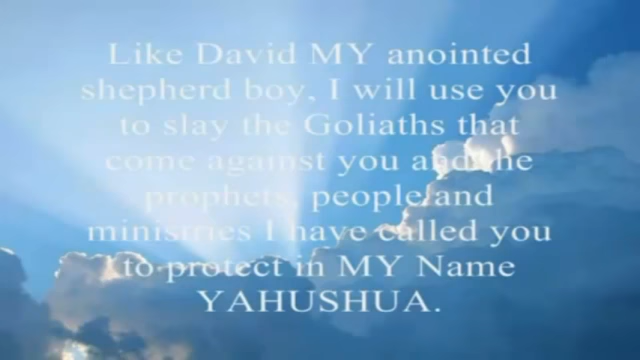 Like David MY anointed
shepherd boy, I will use you
to slay the Goliaths that
come against you and the
prophets, people and
ministries I have called you
to protect in MY Name
YAHUSHUA.